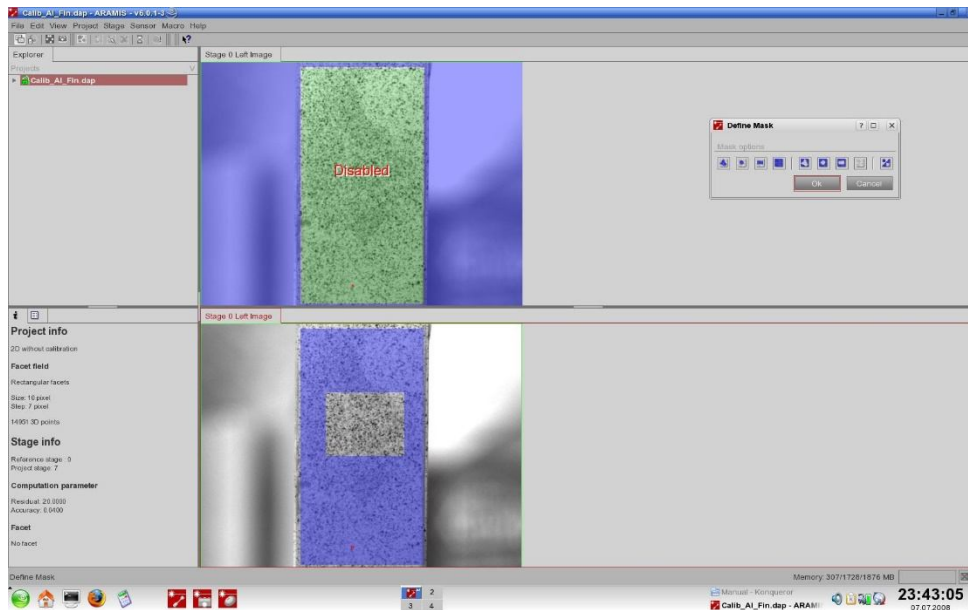 Calib_Al_Fin.dap - ARAMIS - v6.0.1-3
File Edit View Project Stage Sensor Macro Help
Explorer
Projects
Calib_Al_Fin.dap
Stage 0 Left Image
Disabled
Define Mask
Mask options
Ok Cancel
Stage 0 Left Image
Project info
2D without calibration
Facet field
Rectangular facets
Size: 16 pixel
Step: 7 pixel
14951 3D points
Stage info
Reference stage : 0
Project stage: 7
Computation parameter
Residual: 20.0000
Accuracy: 0.0400
Facet
No facet
Define Mask
Memory: 307/1728/1876 MB
2
3 4
Manual - Konqueror
Calib_Al_Fin.dap - ARAMI
23:43:05
07.07.2008